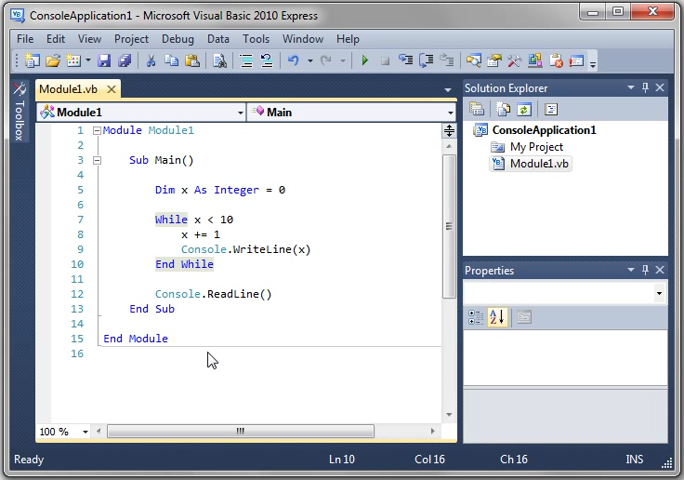 ConsoleApplication1 - Microsoft Visual Basic 2010 Express
File Edit View Project Debug Data Tools Window Help
Toolbox
Module1.vb
Module1 Main
1 Module Module1
2
3 Sub Main()
4
5 Dim x As Integer = 0
6
7 While x < 10
8 x += 1
9 Console.WriteLine(x)
10 End While
11
12 Console.ReadLine()
13 End Sub
14
15 End Module
16
100 %
Solution Explorer
ConsoleApplication1
My Project
Module1.vb
Properties
Ready Ln 10 Col 16 Ch 16 INS